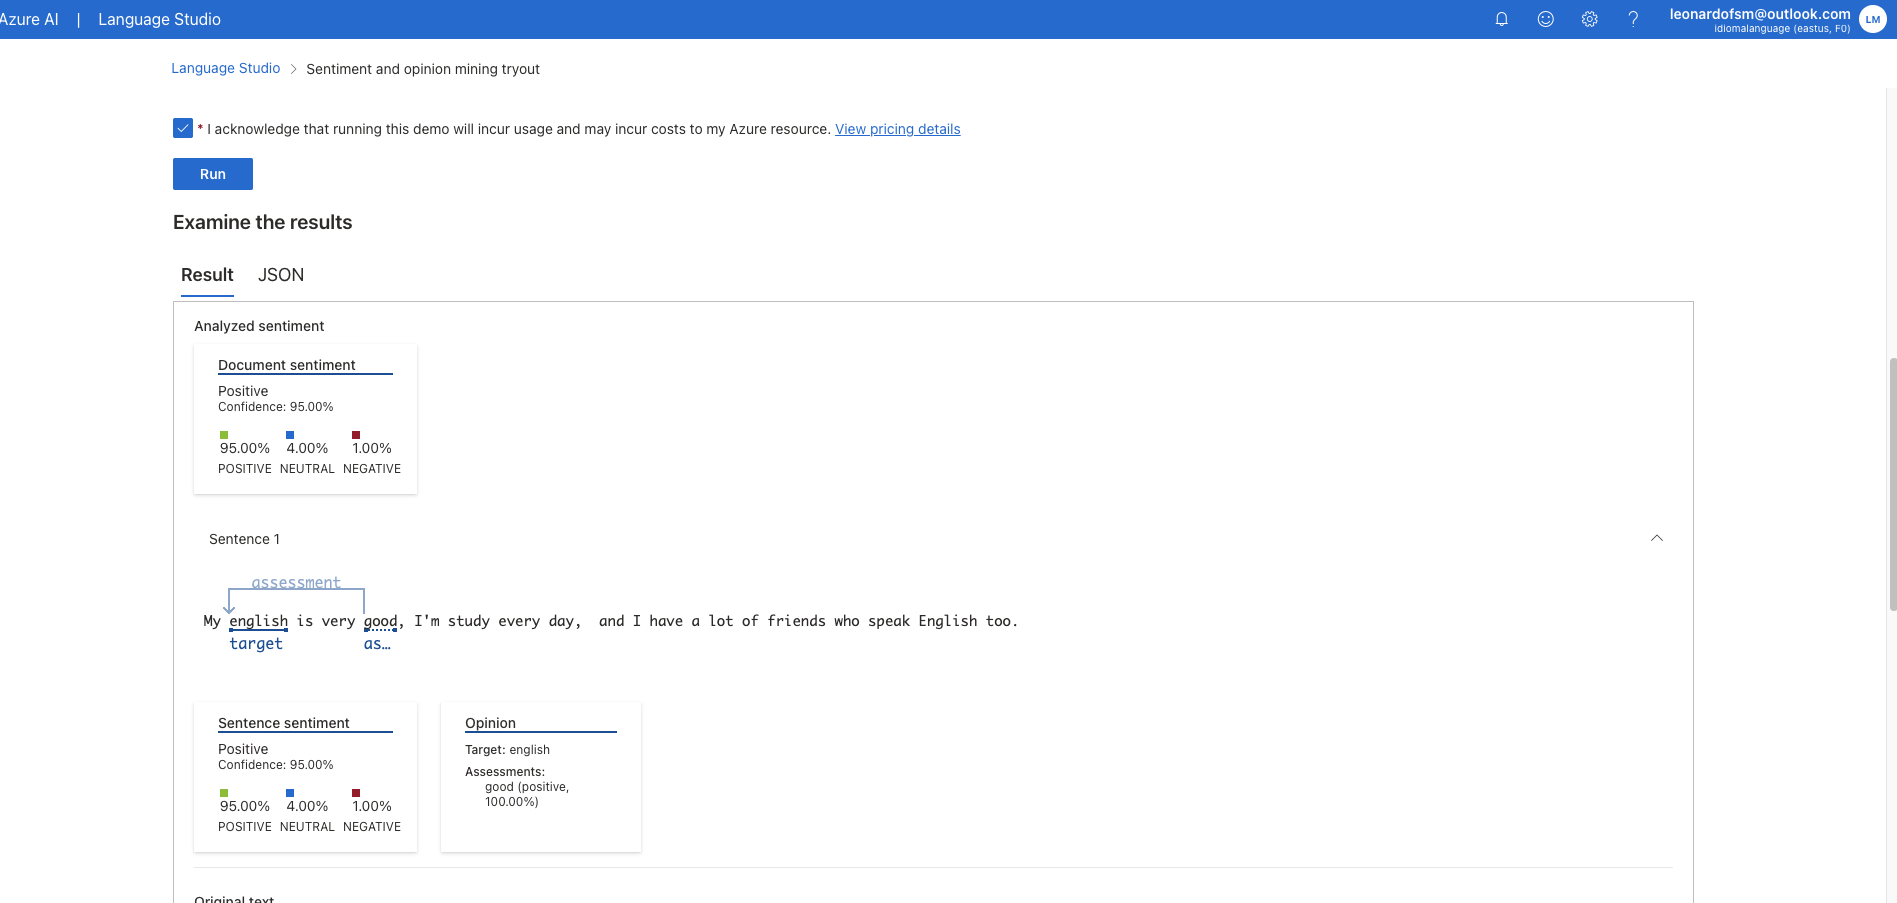 Azure AI | Language Studio
leonardofsm@outlook.com
idiomalanguage (eastus, F0)
LM
Language Studio > Sentiment and opinion mining tryout
* I acknowledge that running this demo will incur usage and may incur costs to my Azure resource. View pricing details
Run
Examine the results
Result JSON
Analyzed sentiment
Document sentiment
Positive
Confidence: 95.00%
95.00% 4.00% 1.00%
POSITIVE NEUTRAL NEGATIVE
Sentence 1
assessment
My english is very good, I'm study every day,  and I have a lot of friends who speak English too.
target as…
Sentence sentiment
Positive
Confidence: 95.00%
95.00% 4.00% 1.00%
POSITIVE NEUTRAL NEGATIVE
Opinion
Target: english
Assessments:
good (positive,
100.00%)
Original text